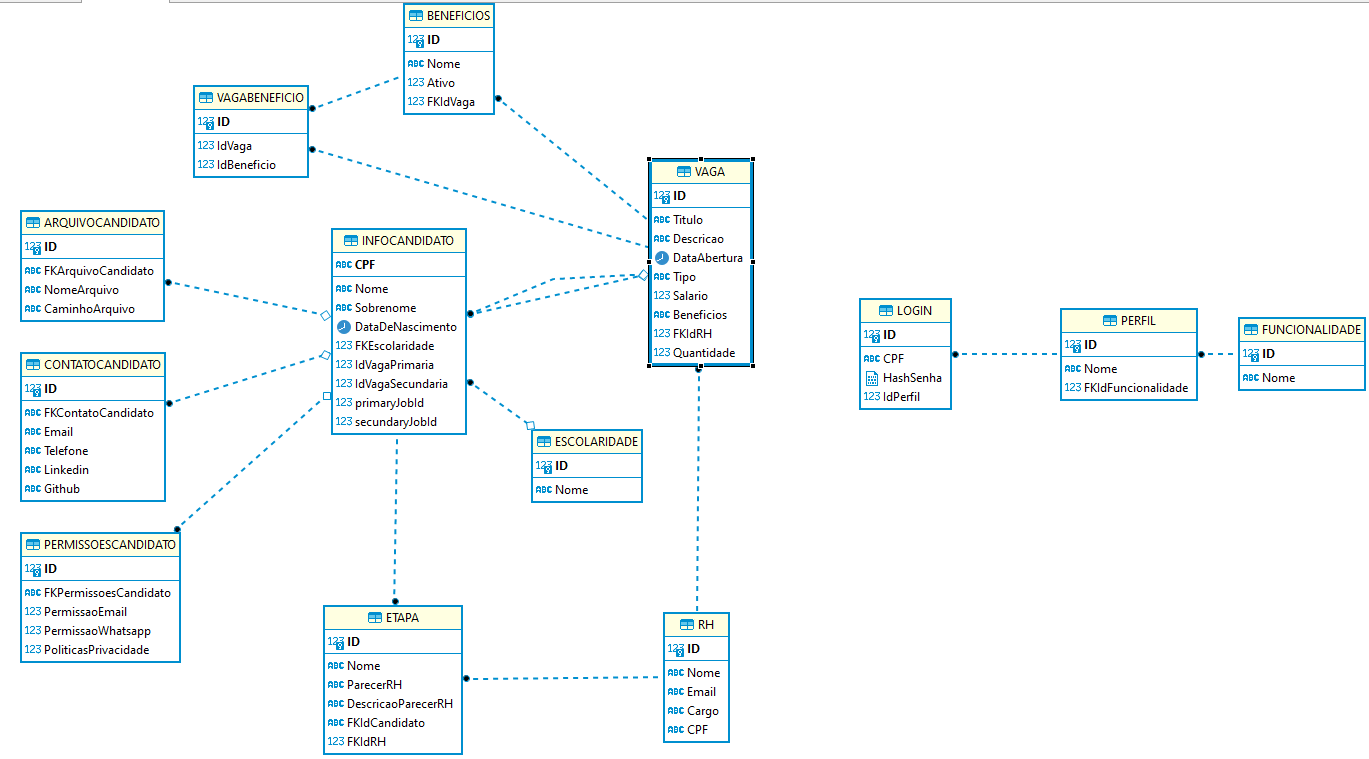 BENEFICIOS
123 ID
ABC Nome
123 Ativo
123 FKIdVaga
VAGABENEFICIO
123 ID
123 IdVaga
123 IdBeneficio
VAGA
123 ID
ABC Titulo
ABC Descricao
DataAbertura
ABC Tipo
123 Salario
ABC Beneficios
123 FKIdRH
123 Quantidade
ARQUIVOCANDIDATO
123 ID
ABC FKArquivoCandidato
ABC NomeArquivo
ABC CaminhoArquivo
INFOCANDIDATO
ABC CPF
ABC Nome
ABC Sobrenome
DataDeNascimento
123 FKEscolaridade
123 IdVagaPrimaria
123 IdVagaSecundaria
123 primaryJobId
123 secundaryJobId
CONTATOCANDIDATO
123 ID
ABC FKContatoCandidato
ABC Email
ABC Telefone
ABC Linkedin
ABC Github
ESCOLARIDADE
123 ID
ABC Nome
PERMISSOESCANDIDATO
123 ID
ABC FKPermissoesCandidato
123 PermissaoEmail
123 PermissaoWhatsapp
123 PoliticasPrivacidade
ETAPA
123 ID
ABC Nome
ABC ParecerRH
ABC DescricaoParecerRH
ABC FKIdCandidato
123 FKIdRH
RH
123 ID
ABC Nome
ABC Email
ABC Cargo
ABC CPF
LOGIN
123 ID
ABC CPF
HashSenha
123 IdPerfil
PERFIL
123 ID
ABC Nome
123 FKIdFuncionalidade
FUNCIONALIDADE
123 ID
ABC Nome